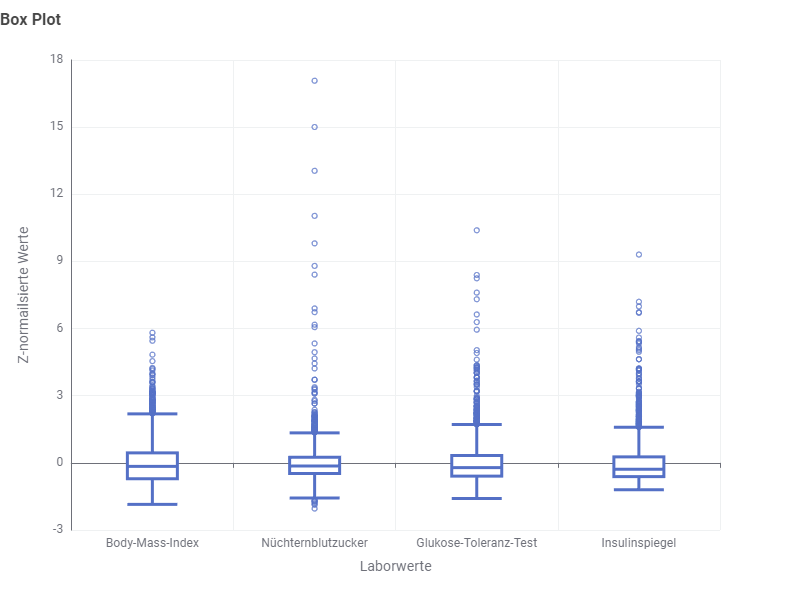 Box Plot
18
15
12
9
6
3
0
-3
Z-normailsierte Werte
Body-Mass-Index
Nüchternblutzucker
Glukose-Toleranz-Test
Insulinspiegel
Laborwerte